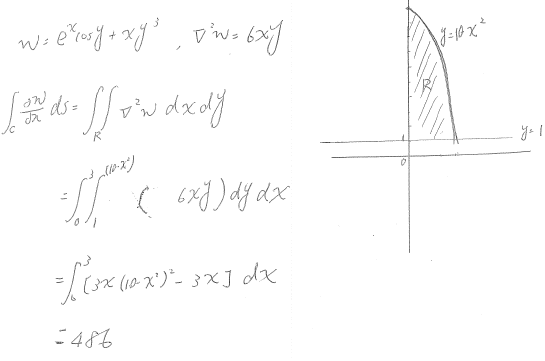 w = e^x cos y + xy^3 , ∇²w = 6xy
∫_C ∂w/∂n ds = ∬_R ∇²w dx dy
= ∫_0^3 ∫_1^(10-x²) ( 6xy ) dy dx
= ∫_0^3 [3x (10-x²)² - 3x] dx
= 486
y=10-x²
R
y=1
1
0